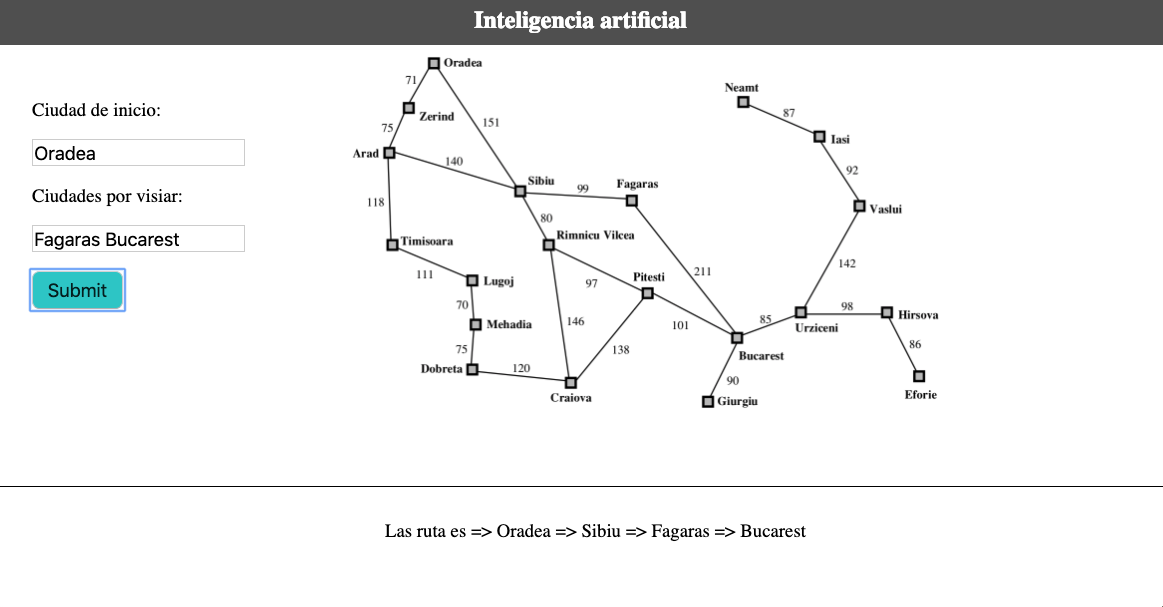 Inteligencia artificial
Ciudad de inicio:
Oradea
Ciudades por visiar:
Fagaras Bucarest
Submit
Oradea
71
Neamt
87
Zerind
151
75
Iasi
Arad
140
92
Sibiu
99
Fagaras
118
Vaslui
80
Rimnicu Vilcea
Timisoara
142
111
Lugoj
97
Pitesti
211
70
98
Mehadia
146
101
85
Urziceni
Hirsova
75
138
86
Dobreta
120
Bucarest
90
Craiova
Giurgiu
Eforie
Las ruta es => Oradea => Sibiu => Fagaras => Bucarest